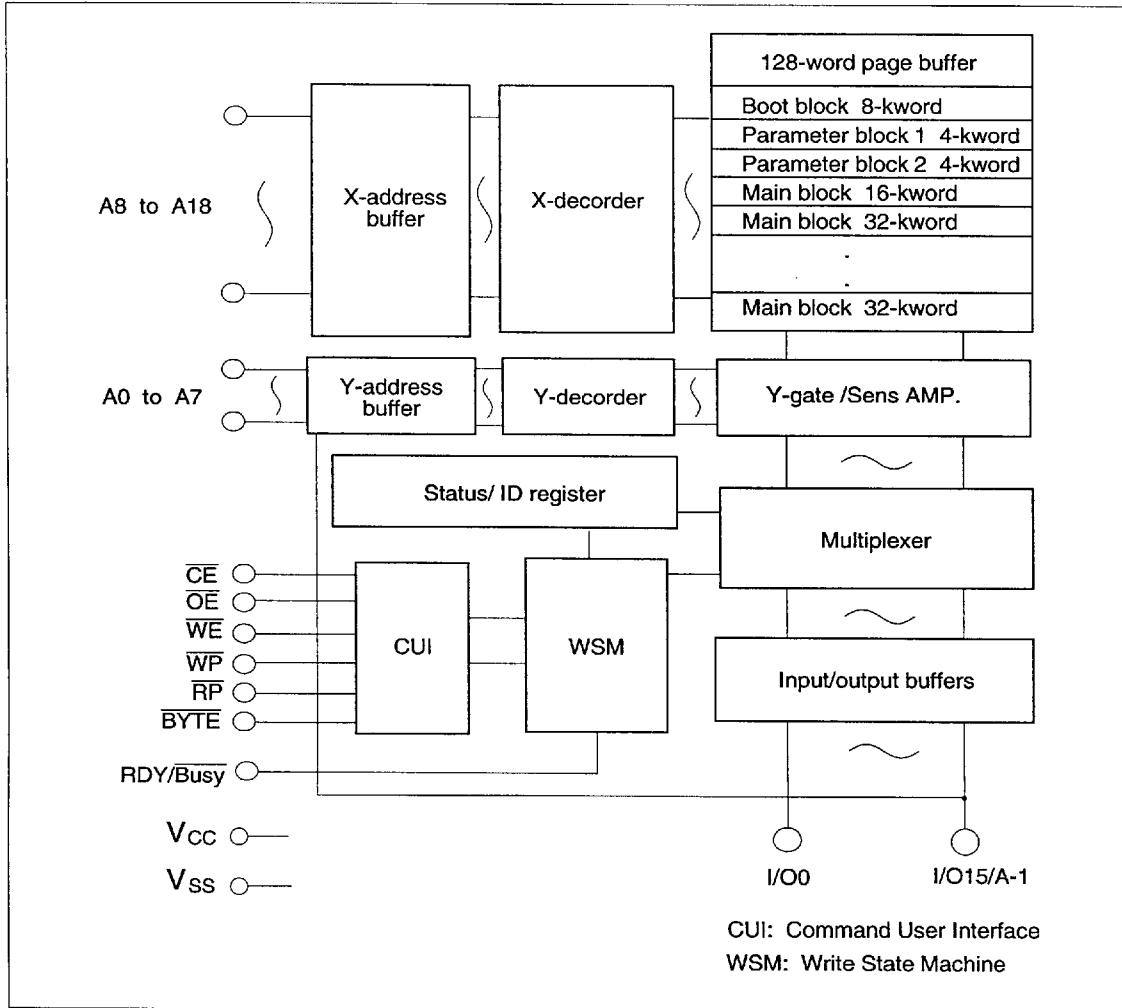 128-word page buffer
Boot block 8-kword
Parameter block 1 4-kword
Parameter block 2 4-kword
Main block 16-kword
Main block 32-kword
.
.
Main block 32-kword
A8 to A18
X-address
buffer
X-decorder
A0 to A7
Y-address
buffer
Y-decorder
Y-gate /Sens AMP.
Status/ ID register
Multiplexer
CE
OE
WE
WP
RP
BYTE
CUI
WSM
Input/output buffers
RDY/Busy
VCC
VSS
I/O0
I/O15/A-1
CUI: Command User Interface
WSM: Write State Machine